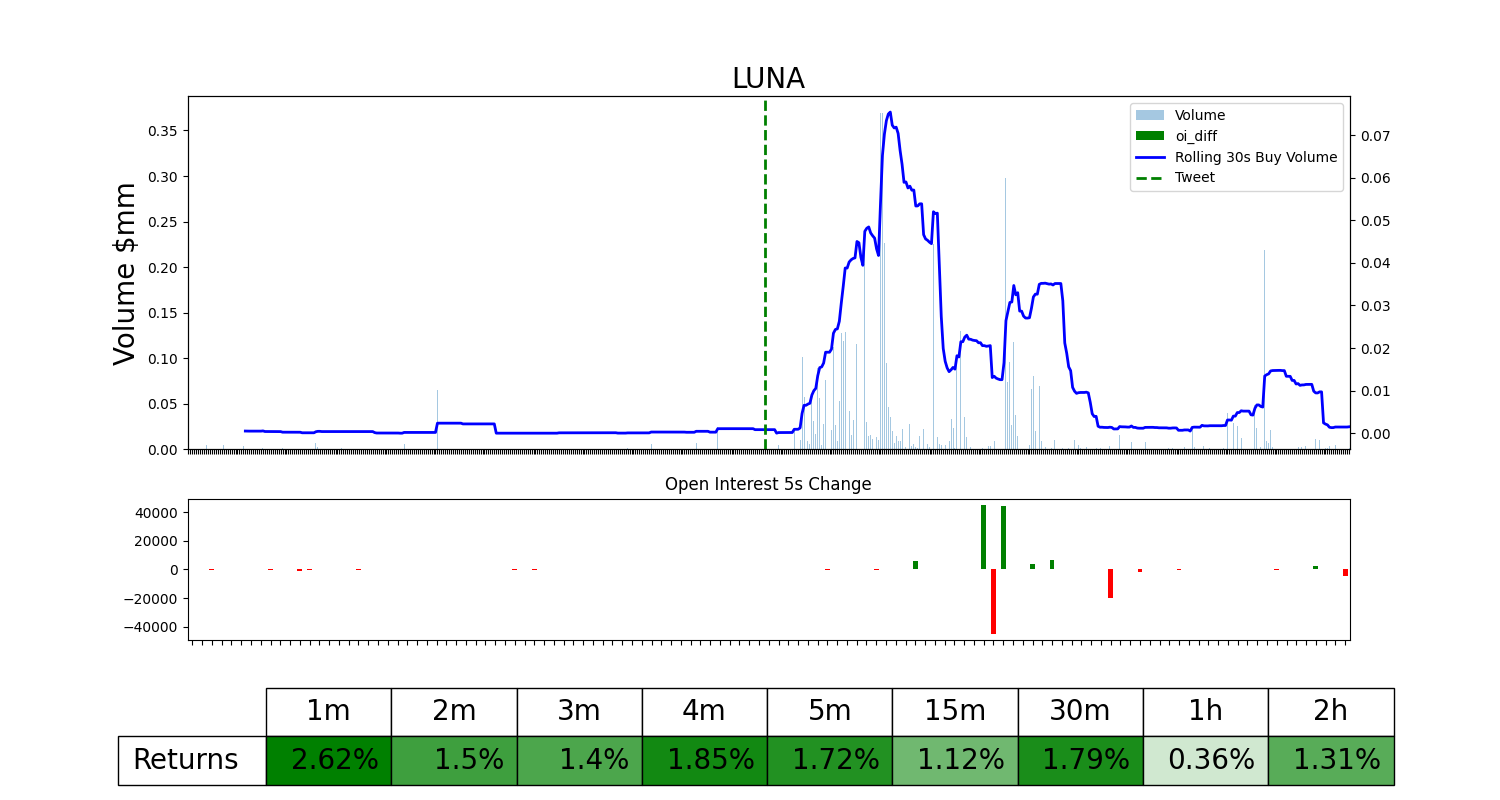 LUNA
Volume $mm
0.35
0.30
0.25
0.20
0.15
0.10
0.05
0.00
0.07
0.06
0.05
0.04
0.03
0.02
0.01
0.00
Volume
oi_diff
Rolling 30s Buy Volume
Tweet
Open Interest 5s Change
40000
20000
0
−20000
−40000
1m 2m 3m 4m 5m 15m 30m 1h 2h
Returns 2.62% 1.5% 1.4% 1.85% 1.72% 1.12% 1.79% 0.36% 1.31%